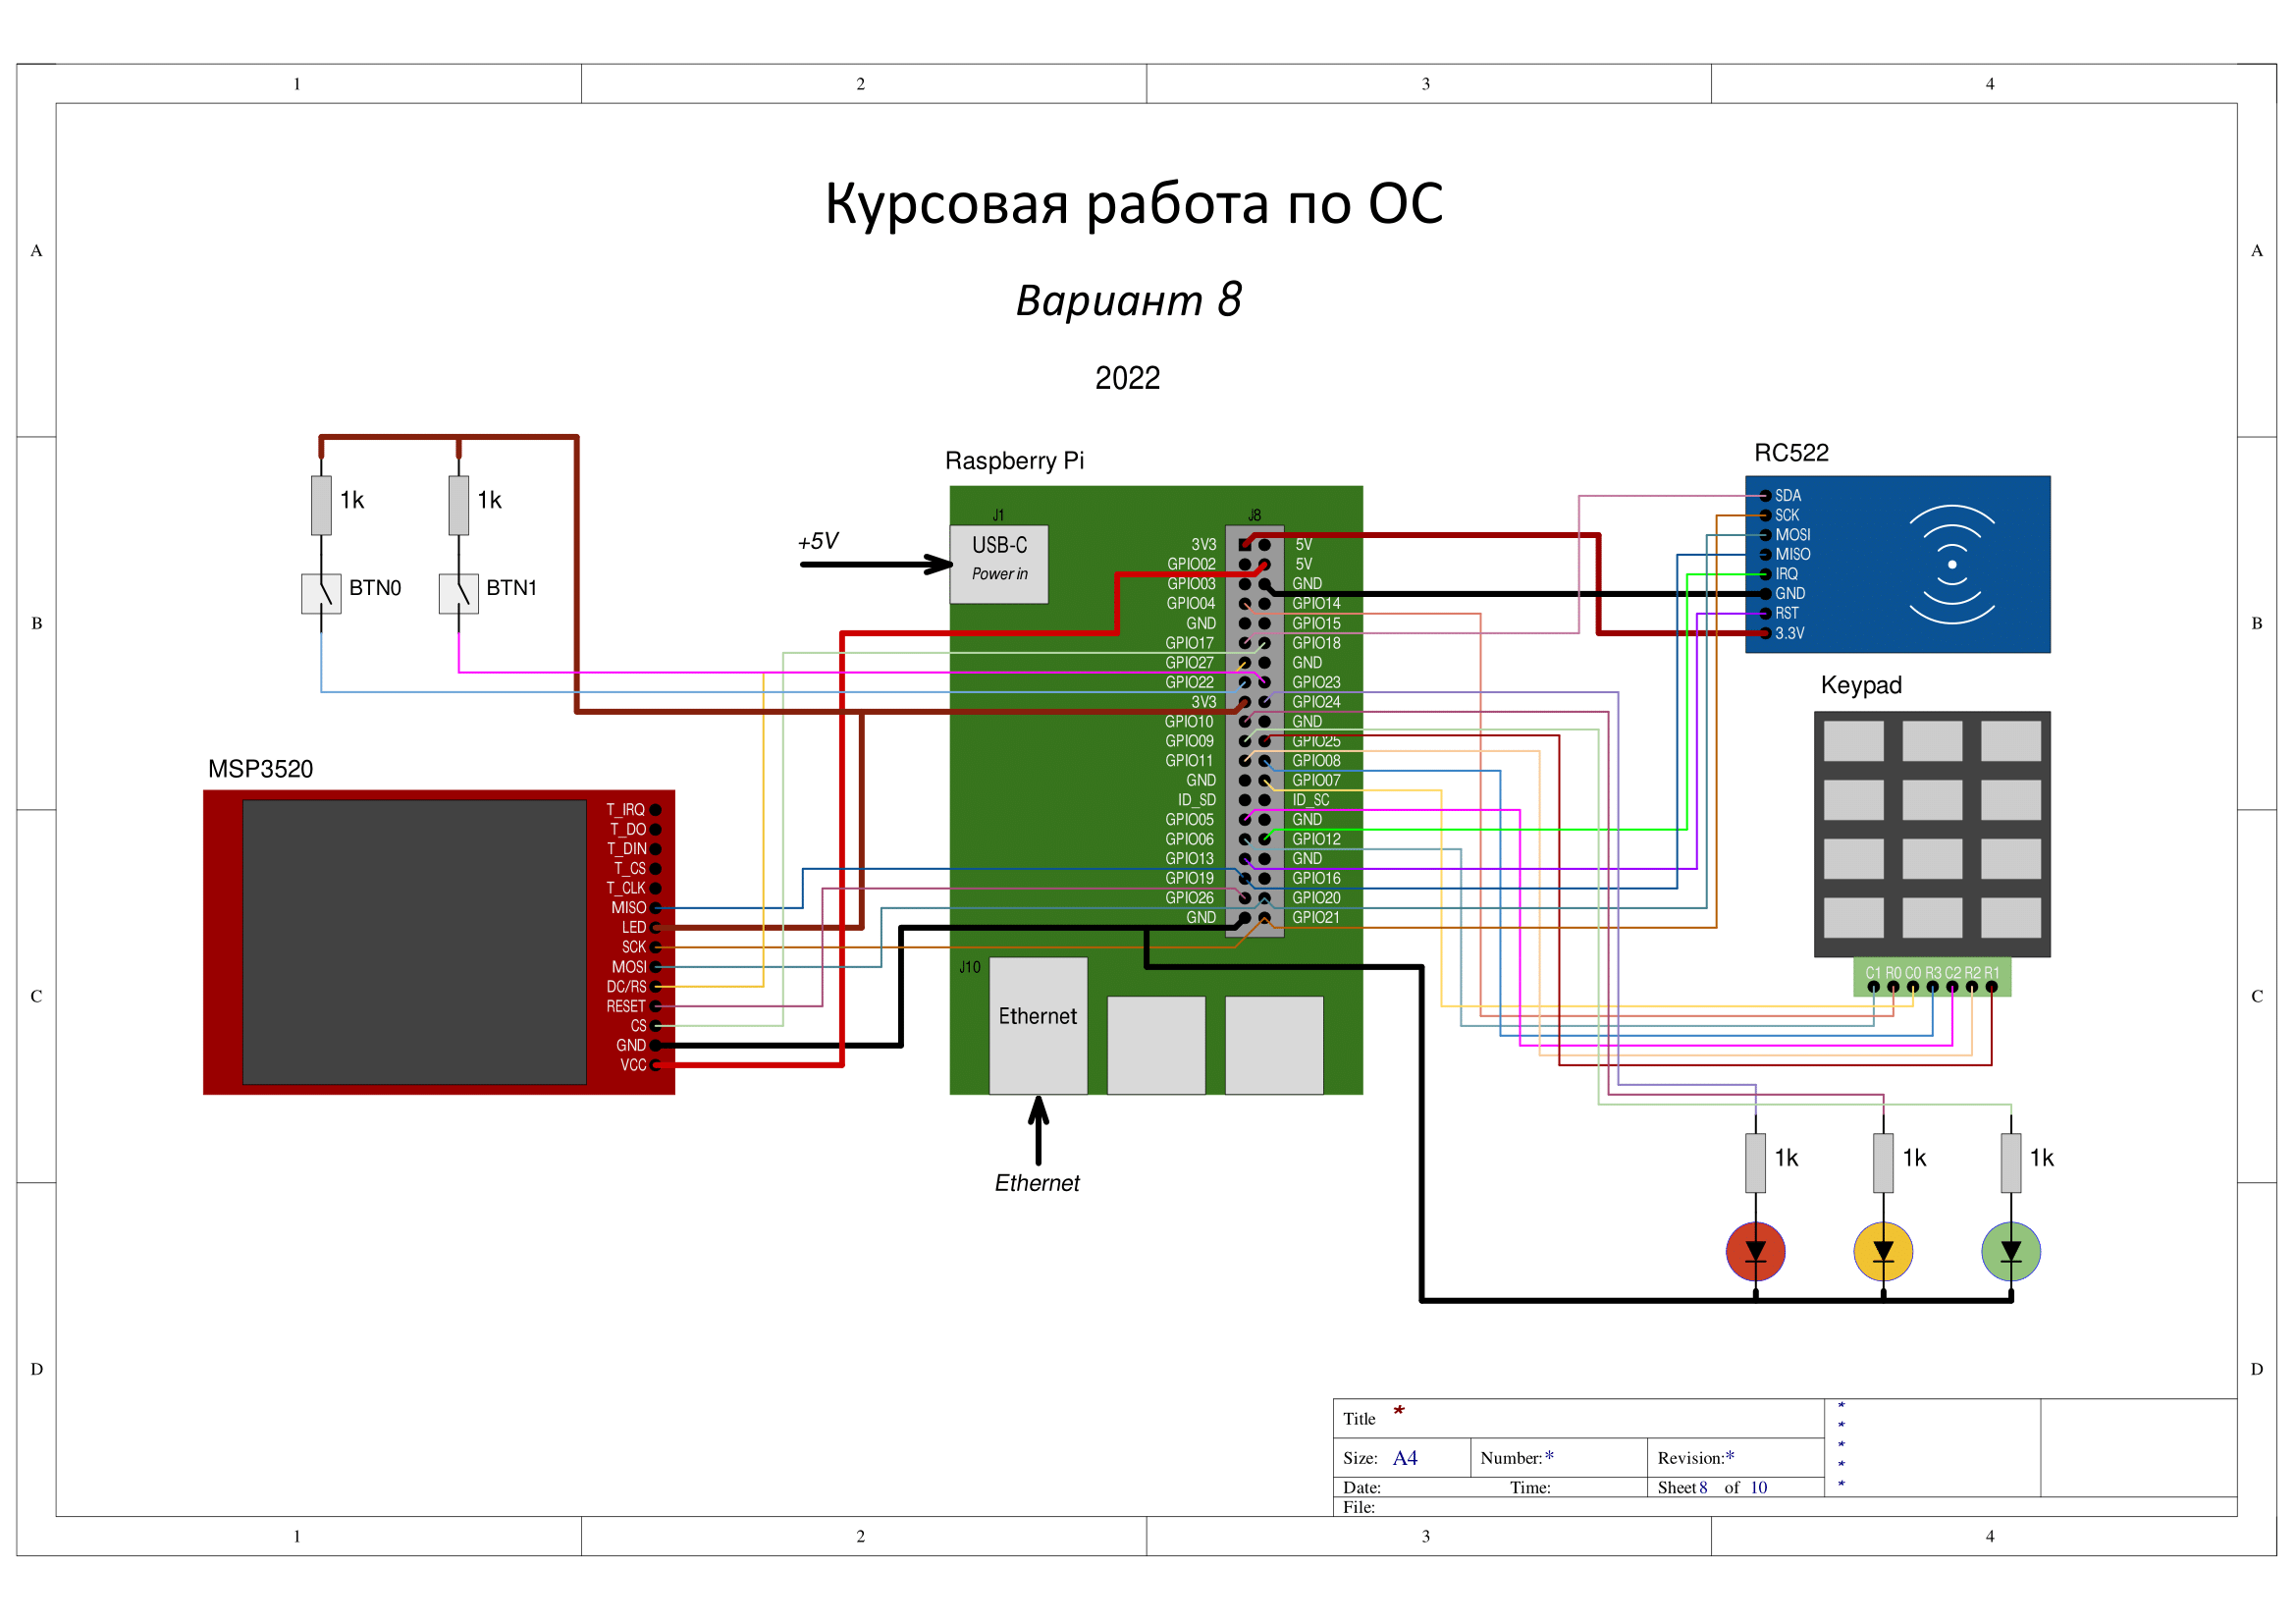 1 2 3 4
A A
Курсовая работа по ОС
Вариант 8
2022
B B
Raspberry Pi
RC522
1k 1k
BTN0 BTN1
+5V
J1
USB-C
Power in
J8
3V3 5V
GPIO02 5V
GPIO03 GND
GPIO04 GPIO14
GND GPIO15
GPIO17 GPIO18
GPIO27 GND
GPIO22 GPIO23
3V3 GPIO24
GPIO10 GND
GPIO09 GPIO25
GPIO11 GPIO08
GND GPIO07
ID_SD ID_SC
GPIO05 GND
GPIO06 GPIO12
GPIO13 GND
GPIO19 GPIO16
GPIO26 GPIO20
GND GPIO21
SDA
SCK
MOSI
MISO
IRQ
GND
RST
3.3V
Keypad
C1 R0 C0 R3 C2 R2 R1
MSP3520
T_IRQ
T_DO
T_DIN
T_CS
T_CLK
MISO
LED
SCK
MOSI
DC/RS
RESET
CS
GND
VCC
C C
J10
Ethernet
Ethernet
1k 1k 1k
D D
Title *
Size: A4 Number:* Revision:*
Date: Time: Sheet 8 of 10
File:
*
*
*
*
*
1 2 3 4